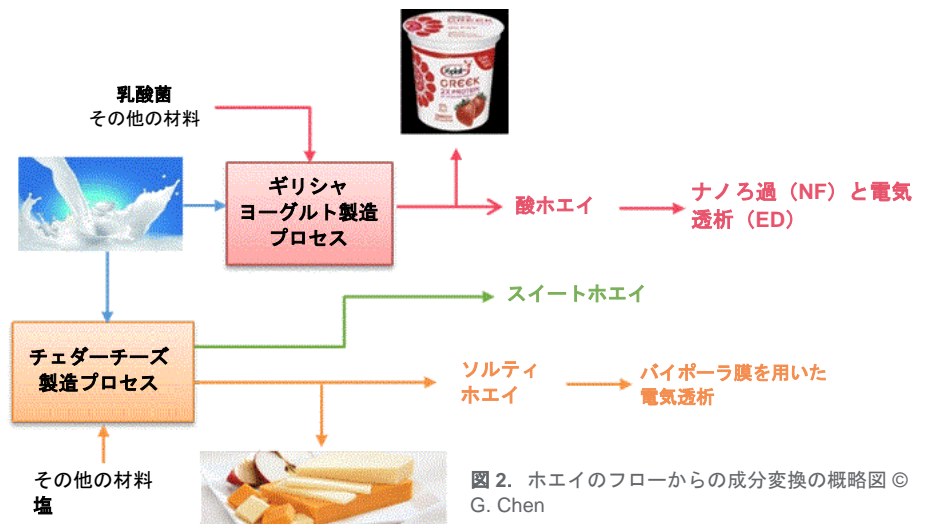 乳酸菌
その他の材料
GREEK
2X PROTEIN
ギリシャ
ヨーグルト製造
プロセス
酸ホエイ
ナノろ過（NF）と電気
透析（ED）
スイートホエイ
チェダーチーズ
製造プロセス
ソルティ
ホエイ
バイポーラ膜を用いた
電気透析
その他の材料
塩
図 2. ホエイのフローからの成分変換の概略図 ©
G. Chen